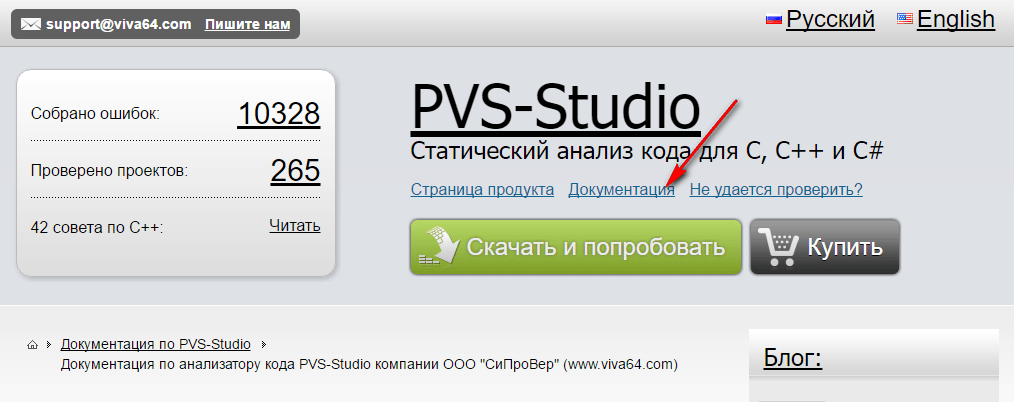 support@viva64.com Пишите нам
Русский English
Собрано ошибок: 10328
Проверено проектов: 265
42 совета по C++: Читать
PVS-Studio
Статический анализ кода для C, C++ и C#
Страница продукта Документация Не удается проверить?
Скачать и попробовать Купить
Документация по PVS-Studio
Документация по анализатору кода PVS-Studio компании ООО "СиПроВер" (www.viva64.com)
Блог: